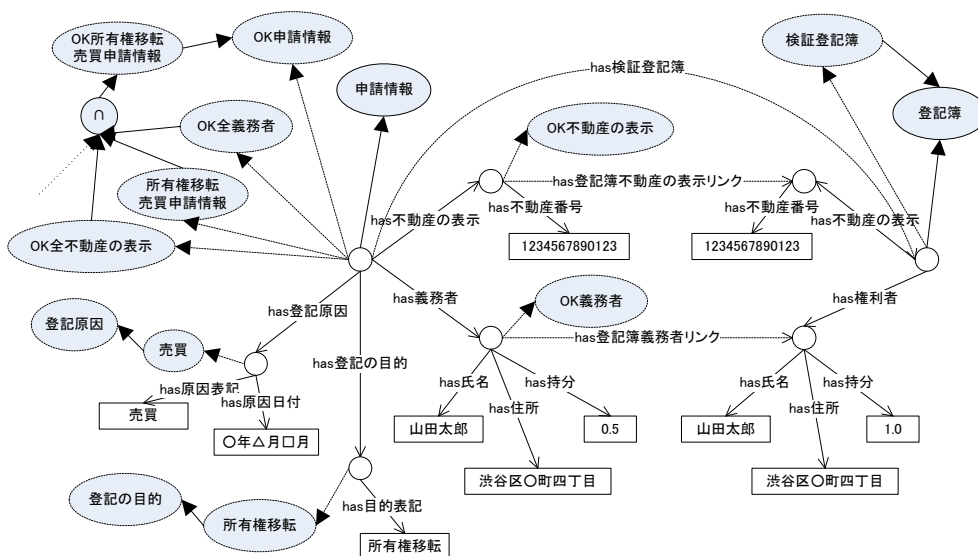 OK所有権移転
売買申請情報
OK申請情報
検証登記簿
has検証登記簿
申請情報
∩
登記簿
OK全義務者
OK不動産の表示
所有権移転
売買申請情報
has登記簿不動産の表示リンク
has不動産の表示
has不動産番号
has不動産番号
has不動産の表示
OK全不動産の表示
1234567890123
1234567890123
has登記原因
has義務者
OK義務者
has権利者
登記原因
売買
has登記の目的
has登記簿義務者リンク
has原因表記
has原因日付
has氏名
has持分
has住所
has氏名
has持分
has住所
売買
山田太郎
0.5
山田太郎
1.0
〇年△月口月
渋谷区〇町四丁目
渋谷区〇町四丁目
登記の目的
所有権移転
has目的表記
所有権移転